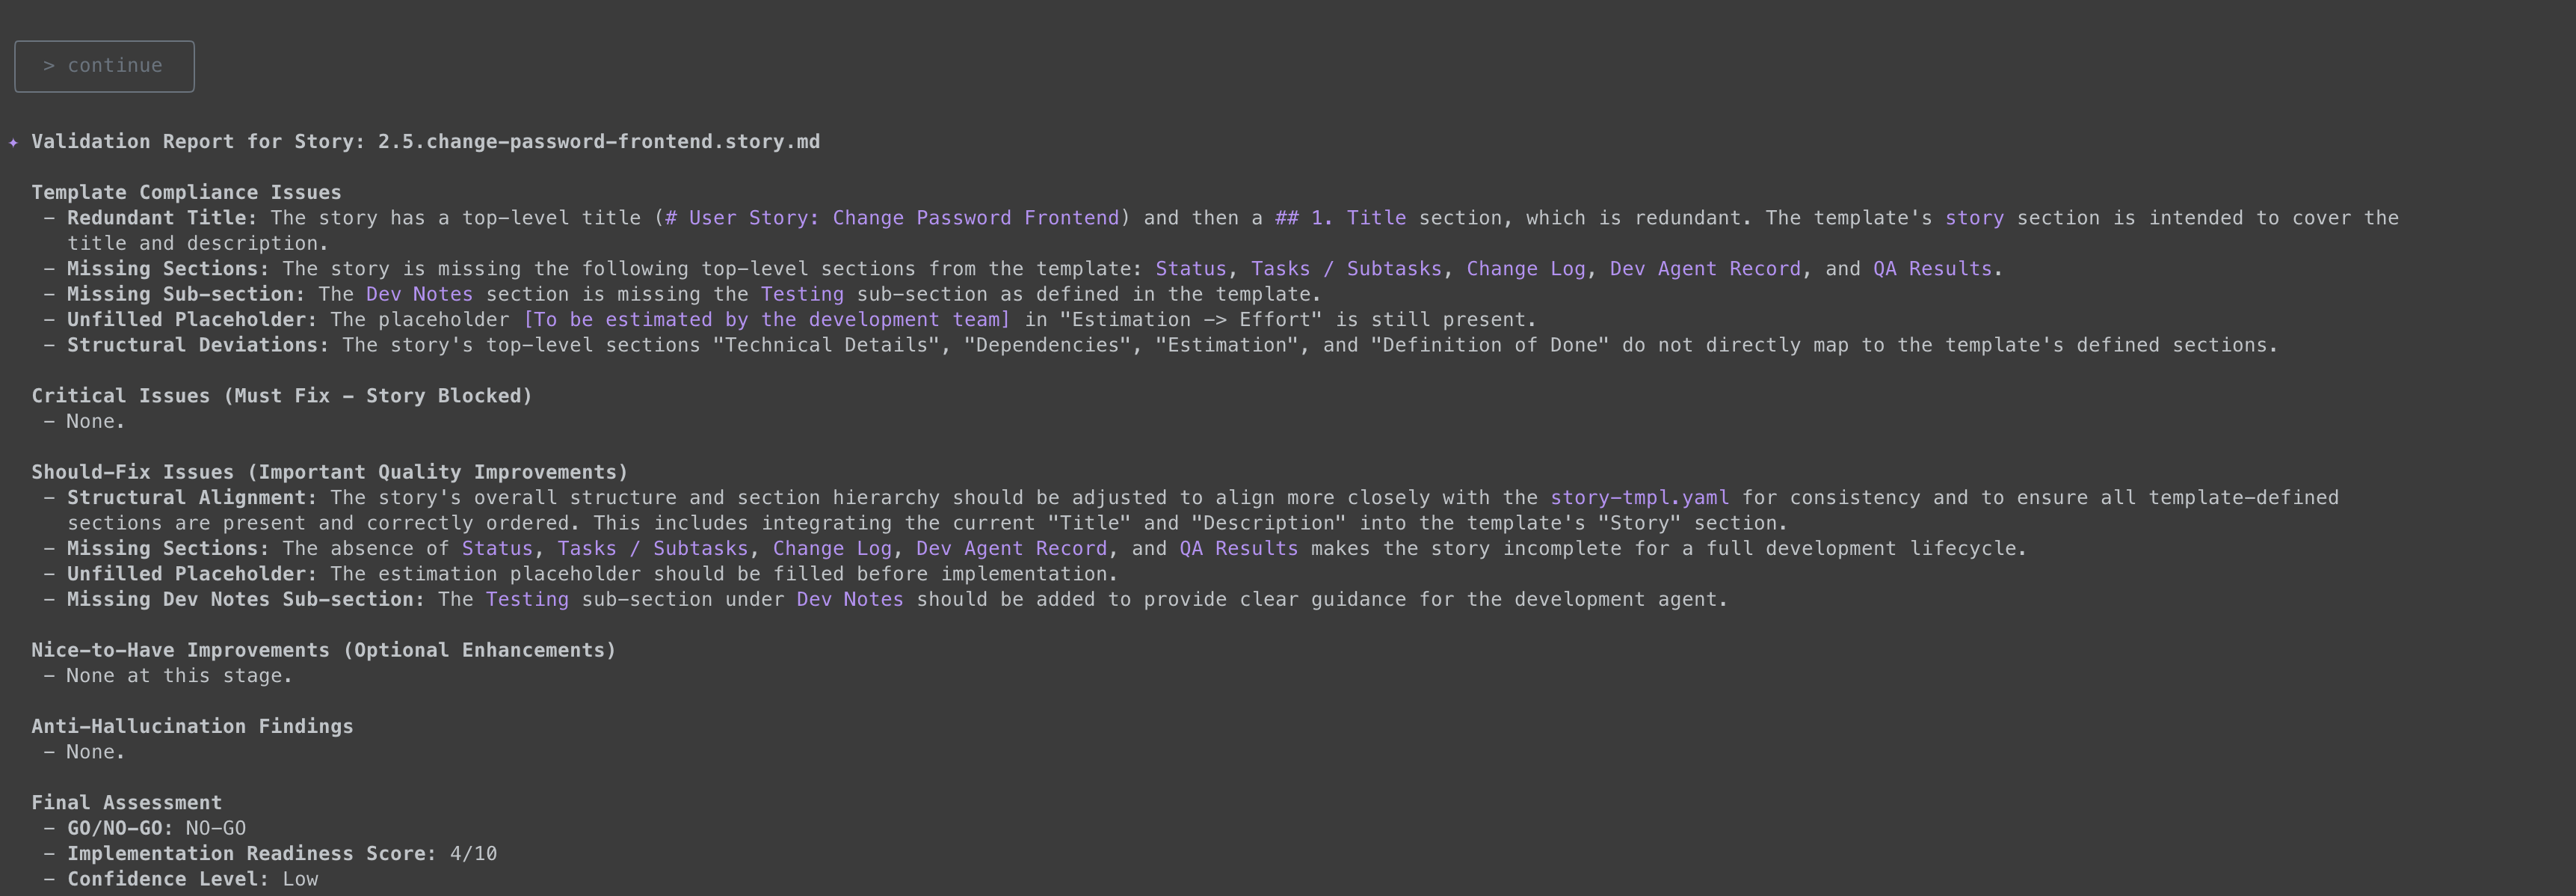 > continue
✦ Validation Report for Story: 2.5.change-password-frontend.story.md
Template Compliance Issues
- Redundant Title: The story has a top-level title (# User Story: Change Password Frontend) and then a ## 1. Title section, which is redundant. The template's story section is intended to cover the
title and description.
- Missing Sections: The story is missing the following top-level sections from the template: Status, Tasks / Subtasks, Change Log, Dev Agent Record, and QA Results.
- Missing Sub-section: The Dev Notes section is missing the Testing sub-section as defined in the template.
- Unfilled Placeholder: The placeholder [To be estimated by the development team] in "Estimation -> Effort" is still present.
- Structural Deviations: The story's top-level sections "Technical Details", "Dependencies", "Estimation", and "Definition of Done" do not directly map to the template's defined sections.
Critical Issues (Must Fix - Story Blocked)
- None.
Should-Fix Issues (Important Quality Improvements)
- Structural Alignment: The story's overall structure and section hierarchy should be adjusted to align more closely with the story-tmpl.yaml for consistency and to ensure all template-defined
sections are present and correctly ordered. This includes integrating the current "Title" and "Description" into the template's "Story" section.
- Missing Sections: The absence of Status, Tasks / Subtasks, Change Log, Dev Agent Record, and QA Results makes the story incomplete for a full development lifecycle.
- Unfilled Placeholder: The estimation placeholder should be filled before implementation.
- Missing Dev Notes Sub-section: The Testing sub-section under Dev Notes should be added to provide clear guidance for the development agent.
Nice-to-Have Improvements (Optional Enhancements)
- None at this stage.
Anti-Hallucination Findings
- None.
Final Assessment
- GO/NO-GO: NO-GO
- Implementation Readiness Score: 4/10
- Confidence Level: Low